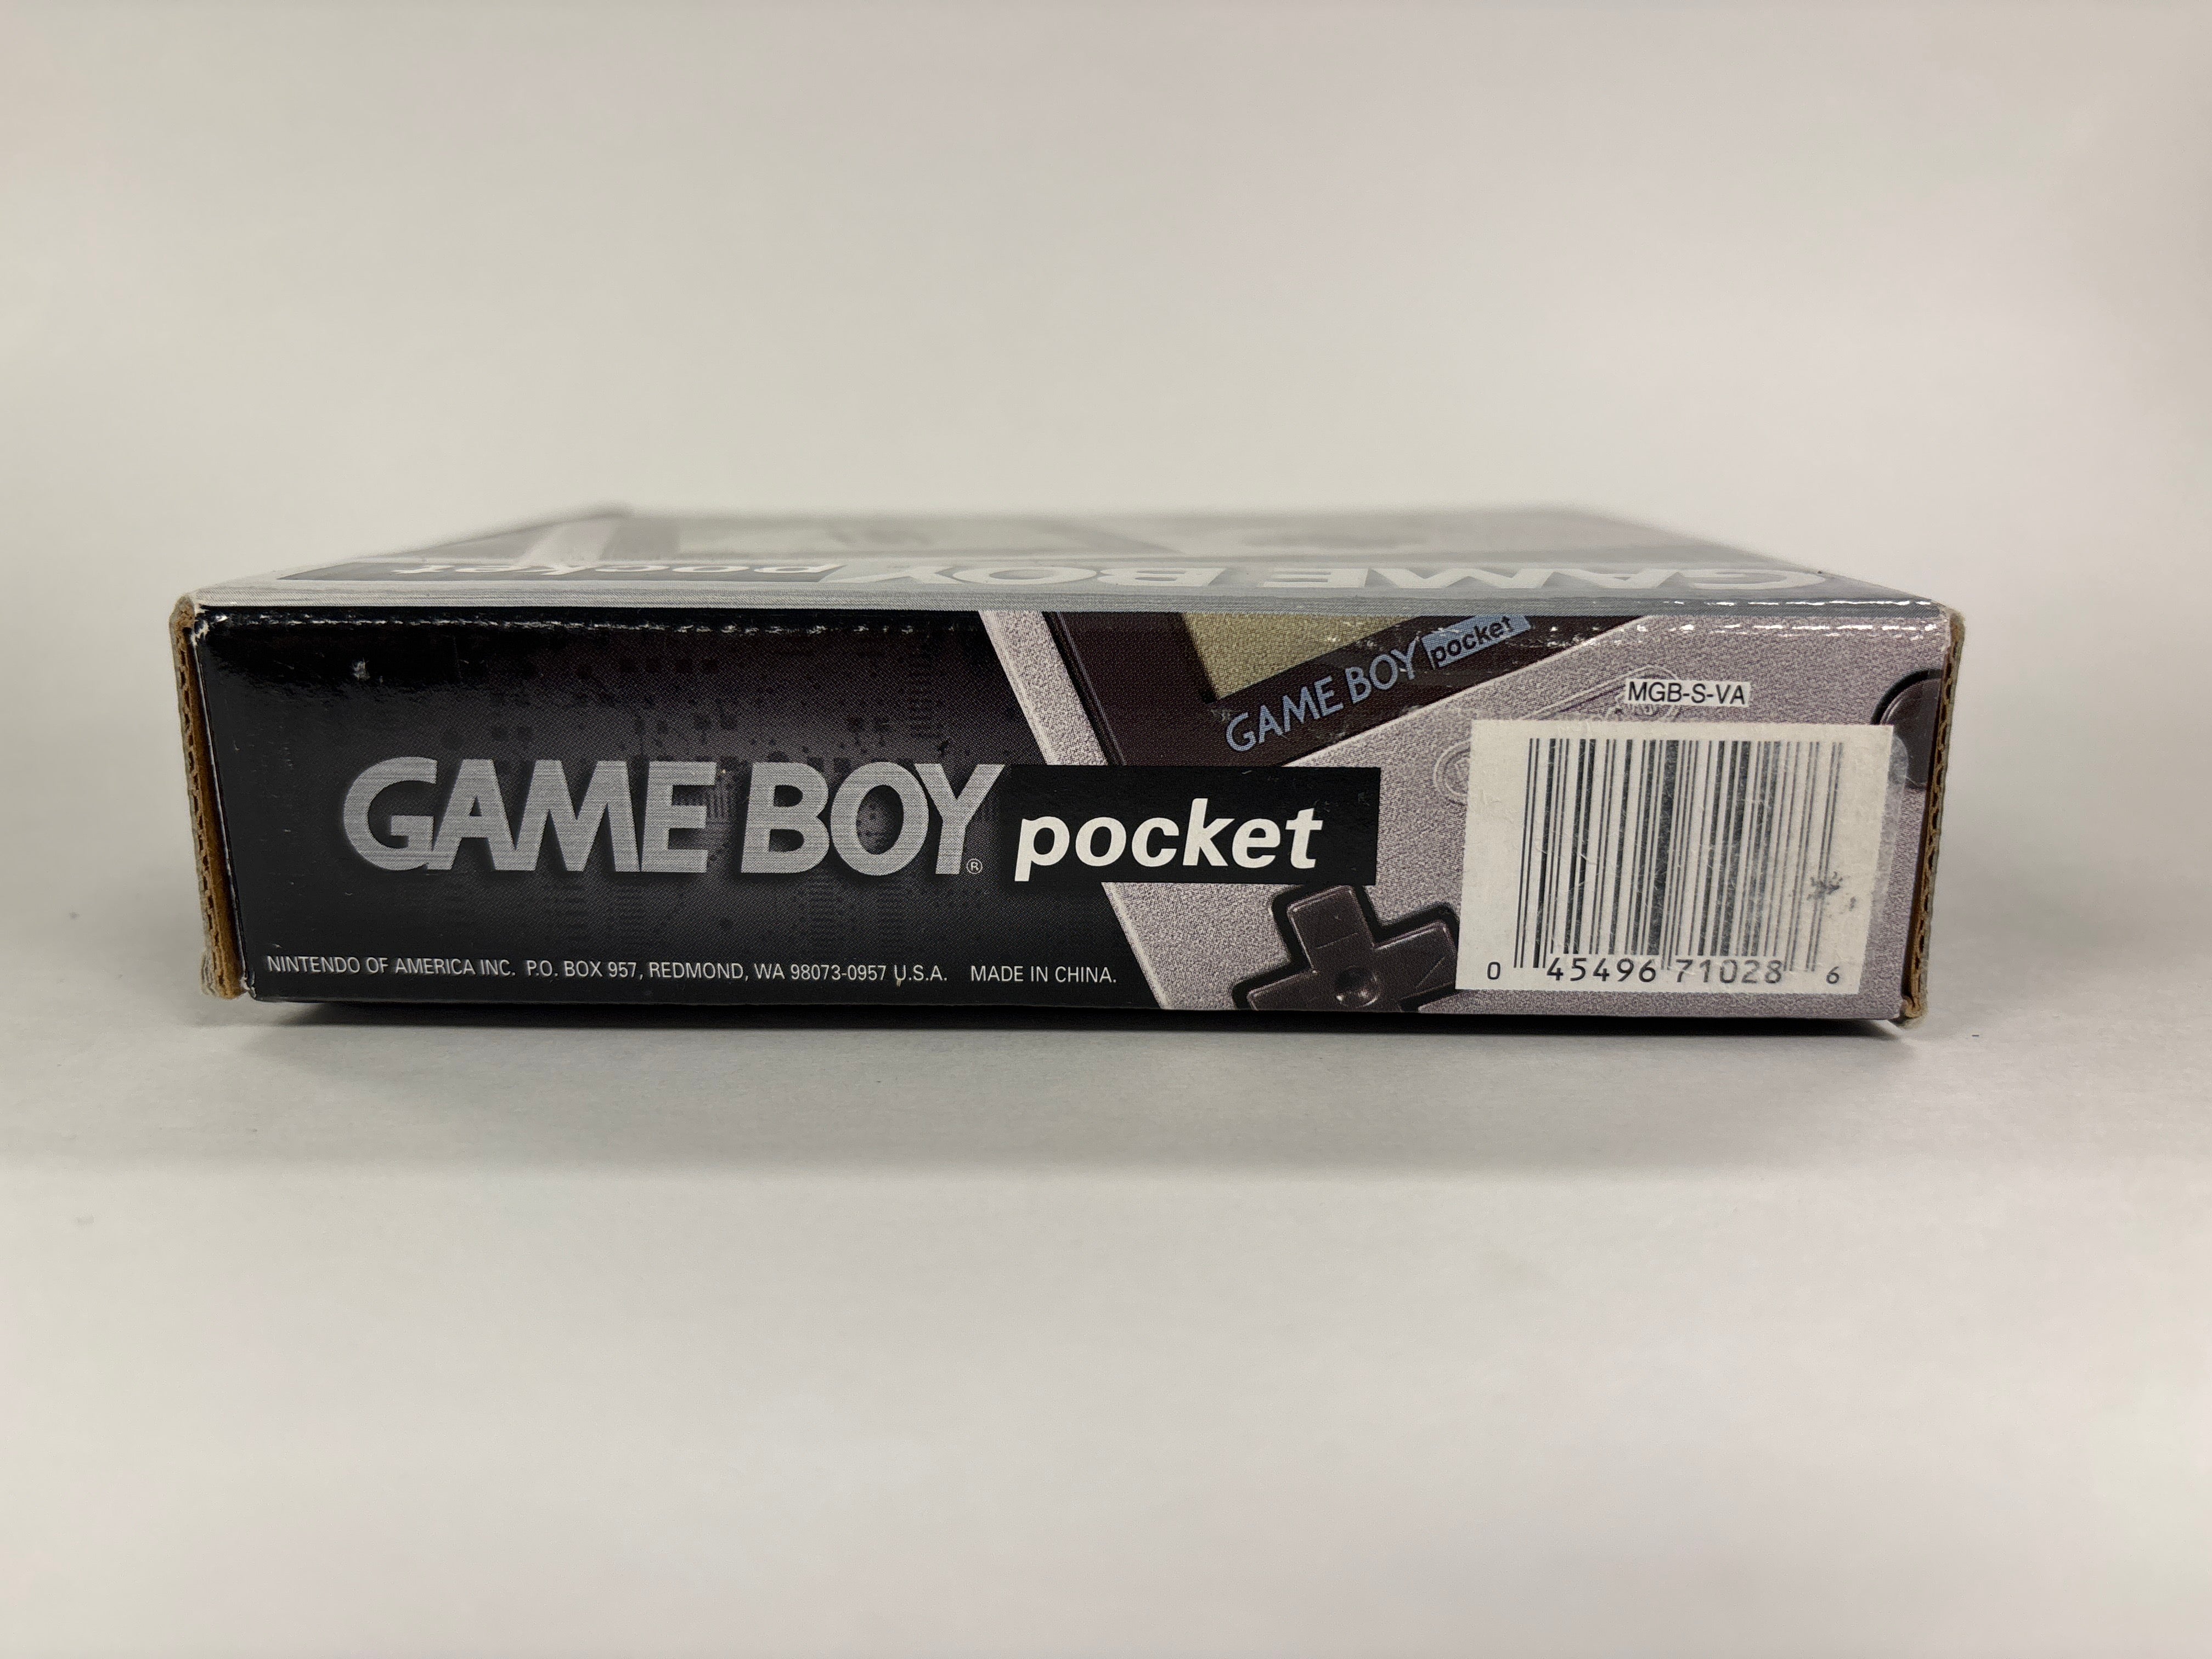 GAME BOY pocket
GAME BOY pocket
MGB-S-VA
GAME BOY® pocket
0 45496 71028 6
NINTENDO OF AMERICA INC. P.O. BOX 957, REDMOND, WA 98073-0957 U.S.A. MADE IN CHINA.